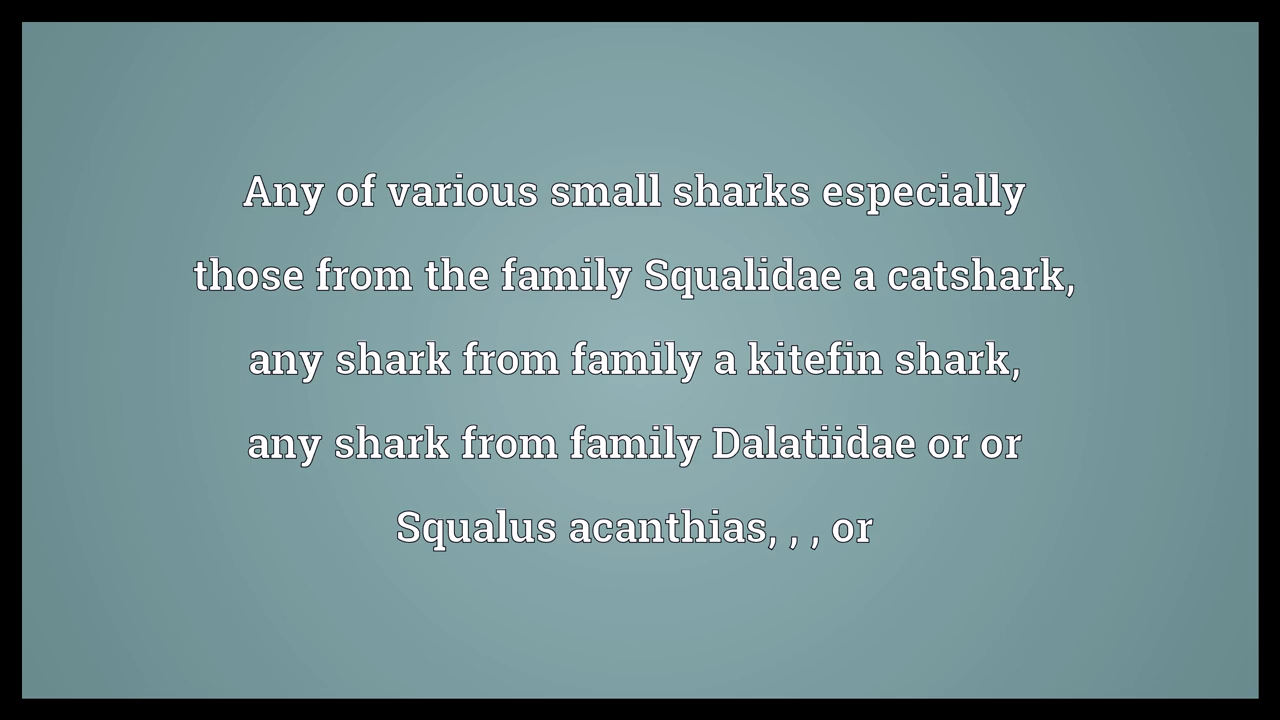 Any of various small sharks especially
those from the family Squalidae a catshark,
any shark from family a kitefin shark,
any shark from family Dalatiidae or or
Squalus acanthias, , , or